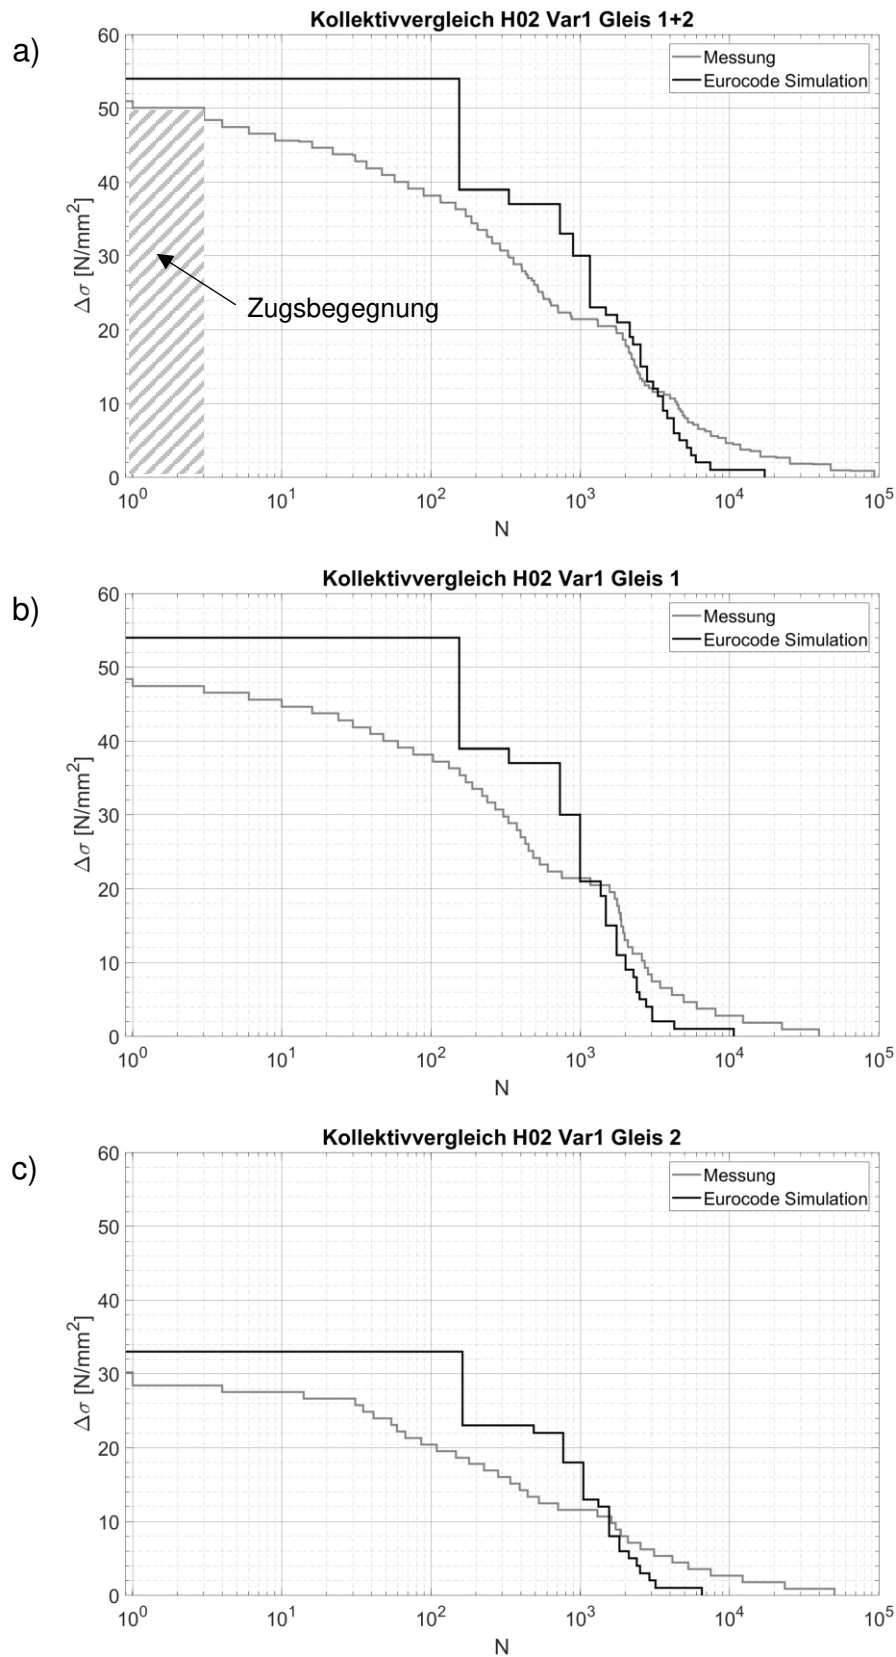 a)
Kollektivvergleich H02 Var1 Gleis 1+2
Messung
Eurocode Simulation
60
50
40
30
20
10
0
Δσ [N/mm²]
Zugsbegegnung
10⁰ 10¹ 10² 10³ 10⁴ 10⁵
N
b)
Kollektivvergleich H02 Var1 Gleis 1
Messung
Eurocode Simulation
60
50
40
30
20
10
0
Δσ [N/mm²]
10⁰ 10¹ 10² 10³ 10⁴ 10⁵
N
c)
Kollektivvergleich H02 Var1 Gleis 2
Messung
Eurocode Simulation
60
50
40
30
20
10
0
Δσ [N/mm²]
10⁰ 10¹ 10² 10³ 10⁴ 10⁵
N